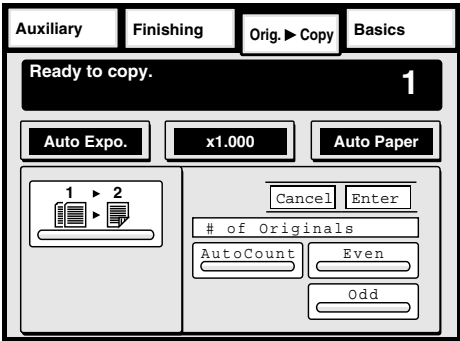 Auxiliary Finishing Orig. ▶ Copy Basics
Ready to copy. 1
Auto Expo. x1.000 Auto Paper
1 ▶ 2
Cancel Enter
# of Originals
AutoCount Even
Odd